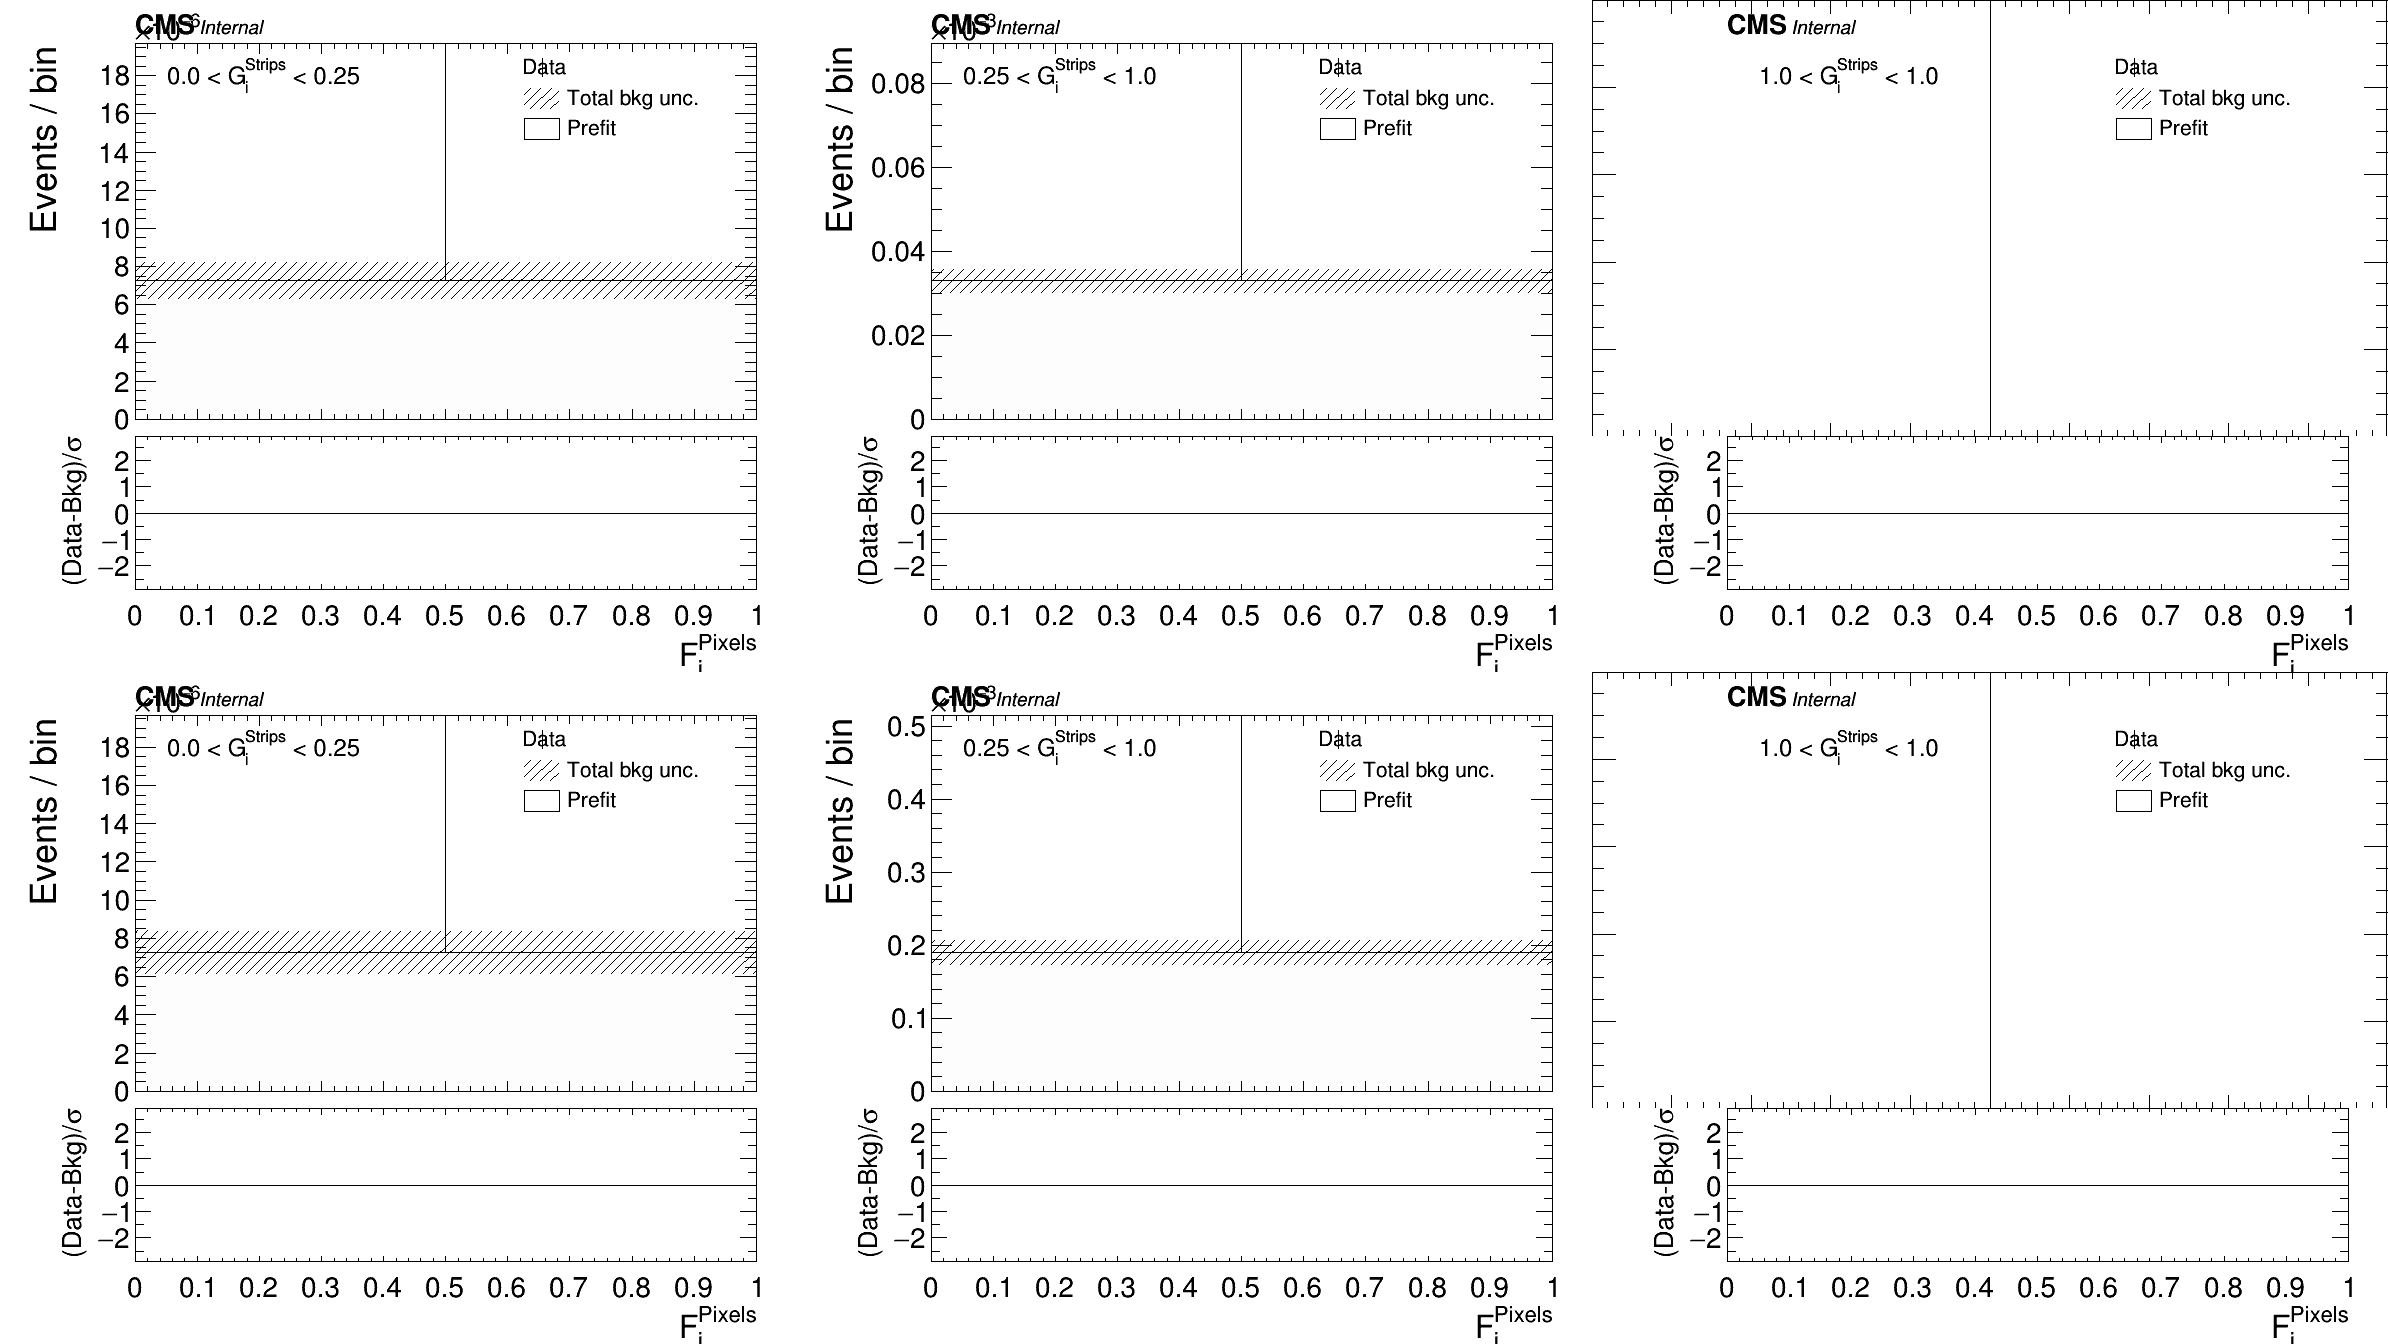 CMS Internal
×10⁻⁶
Events / bin
0.0 < G_i^Strips < 0.25
Data
Total bkg unc.
Prefit
18
16
14
12
10
8
6
4
2
0
(Data-Bkg)/σ
2
1
0
−1
−2
0 0.1 0.2 0.3 0.4 0.5 0.6 0.7 0.8 0.9 1
F_i^Pixels
CMS Internal
×10⁻³
Events / bin
0.25 < G_i^Strips < 1.0
Data
Total bkg unc.
Prefit
0.08
0.06
0.04
0.02
0
(Data-Bkg)/σ
2
1
0
−1
−2
0 0.1 0.2 0.3 0.4 0.5 0.6 0.7 0.8 0.9 1
F_i^Pixels
CMS Internal
1.0 < G_i^Strips < 1.0
Data
Total bkg unc.
Prefit
(Data-Bkg)/σ
2
1
0
−1
−2
0 0.1 0.2 0.3 0.4 0.5 0.6 0.7 0.8 0.9 1
F_i^Pixels
CMS Internal
×10⁻⁶
Events / bin
0.0 < G_i^Strips < 0.25
Data
Total bkg unc.
Prefit
18
16
14
12
10
8
6
4
2
0
(Data-Bkg)/σ
2
1
0
−1
−2
0 0.1 0.2 0.3 0.4 0.5 0.6 0.7 0.8 0.9 1
F_i^Pixels
CMS Internal
×10⁻³
Events / bin
0.25 < G_i^Strips < 1.0
Data
Total bkg unc.
Prefit
0.5
0.4
0.3
0.2
0.1
0
(Data-Bkg)/σ
2
1
0
−1
−2
0 0.1 0.2 0.3 0.4 0.5 0.6 0.7 0.8 0.9 1
F_i^Pixels
CMS Internal
1.0 < G_i^Strips < 1.0
Data
Total bkg unc.
Prefit
(Data-Bkg)/σ
2
1
0
−1
−2
0 0.1 0.2 0.3 0.4 0.5 0.6 0.7 0.8 0.9 1
F_i^Pixels